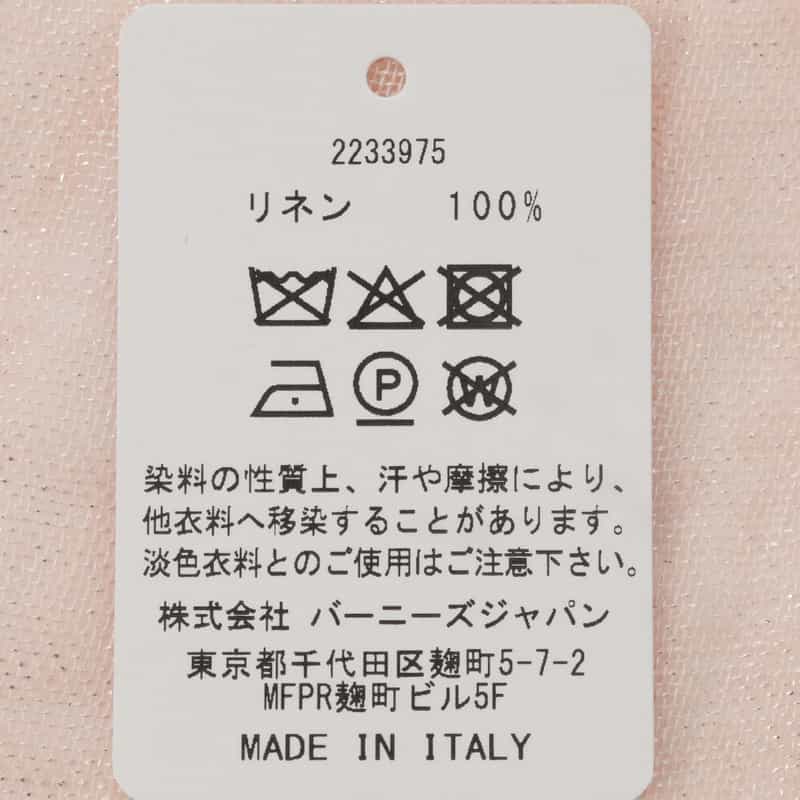 2233975
リネン 100%
P
W
染料の性質上、汗や摩擦により、
他衣料へ移染することがあります。
淡色衣料とのご使用はご注意下さい。
株式会社 バーニーズジャパン
東京都千代田区麹町5-7-2
MFPR麹町ビル5F
MADE IN ITALY